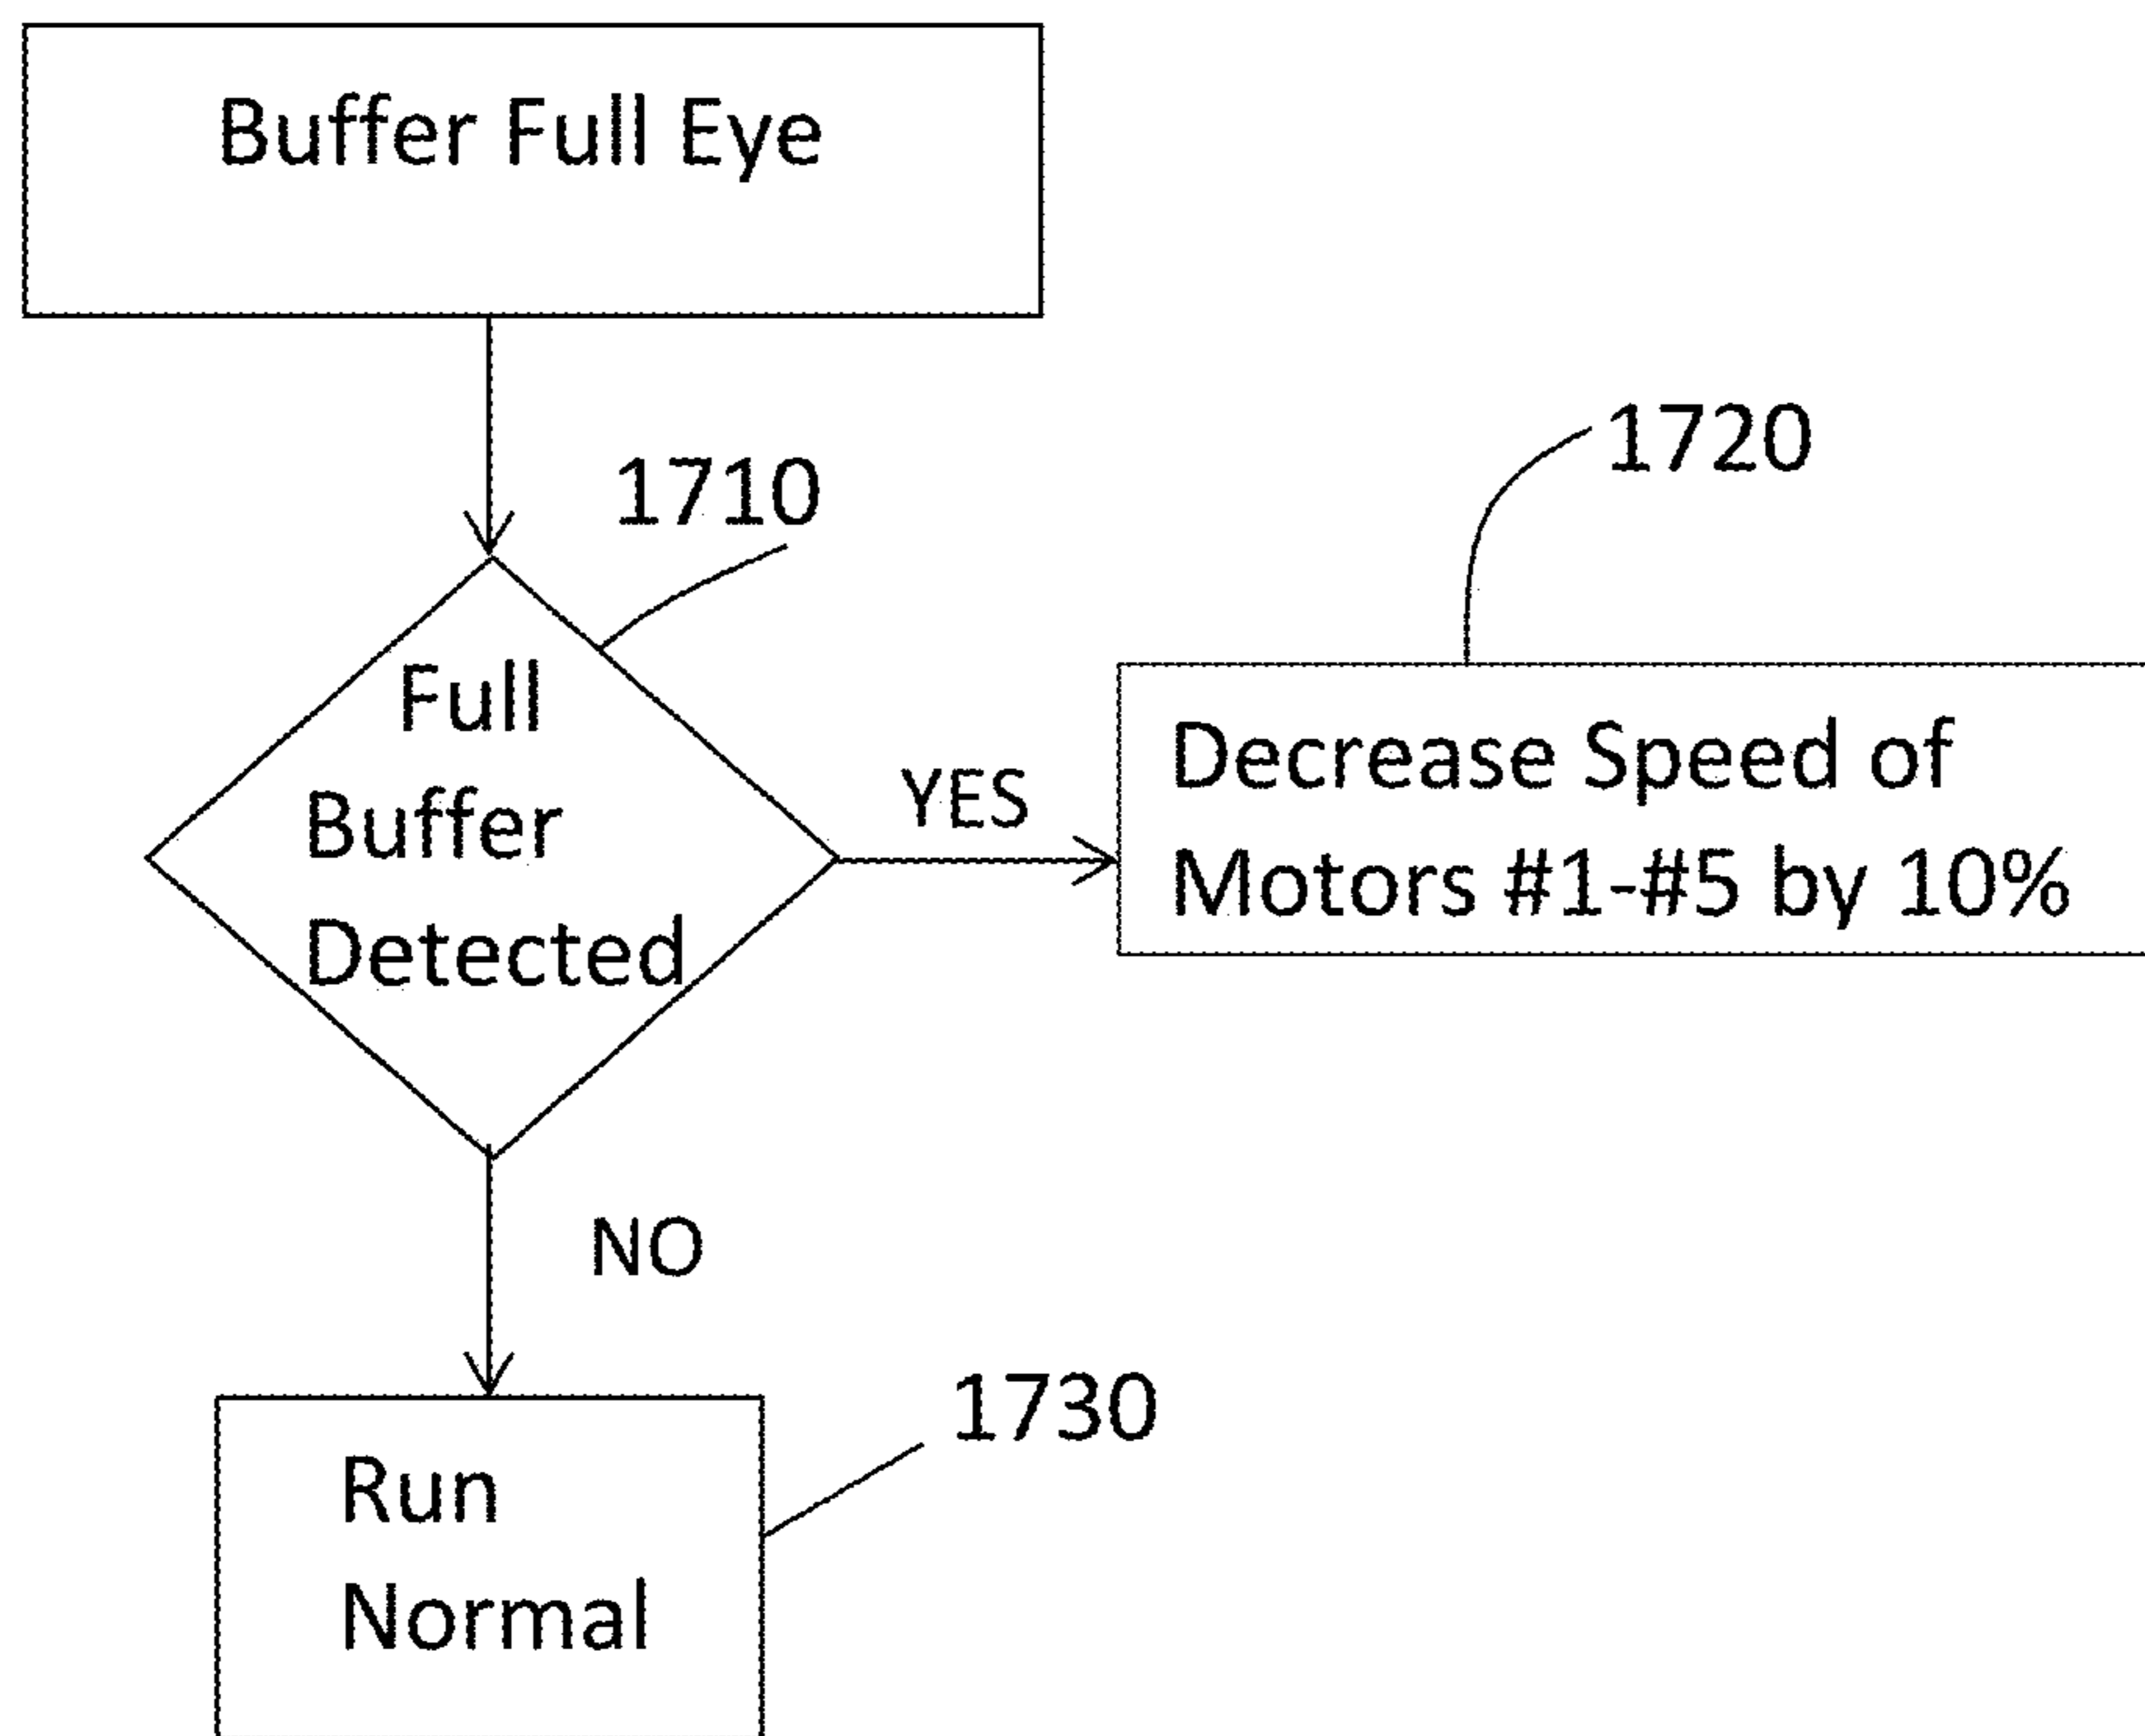 Buffer Full Eye
1710
1720
Full
Buffer
Detected
YES
Decrease Speed of
Motors #1-#5 by 10%
NO
1730
Run
Normal